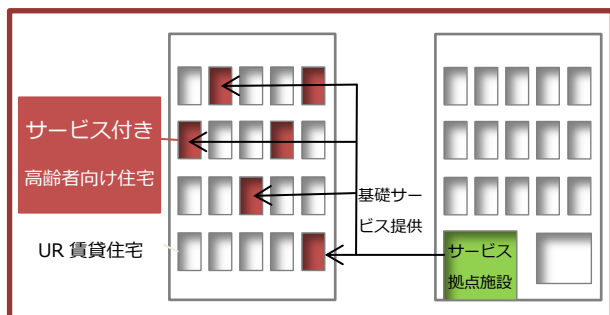 サービス付き
高齢者向け住宅
UR 賃貸住宅
基礎サー
ビス提供
サービス
拠点施設